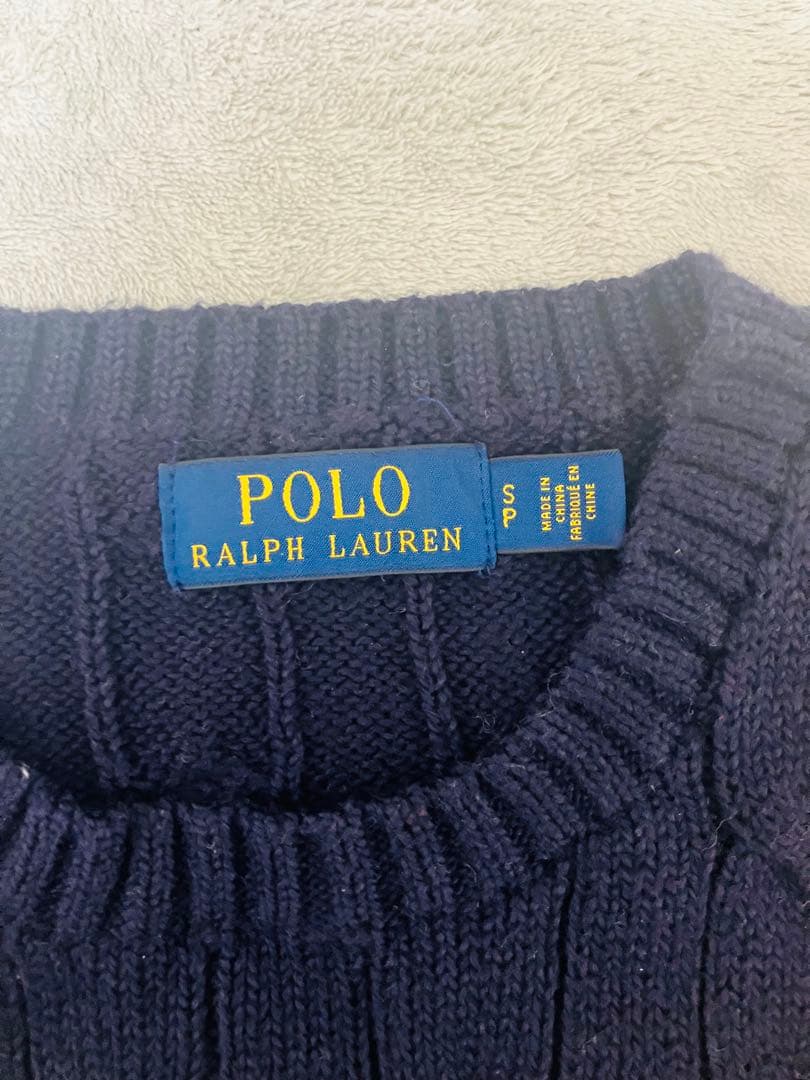 POLO
RALPH LAUREN
S
P
MADE IN
CHINA
FABRIQUÉ EN
CHINE